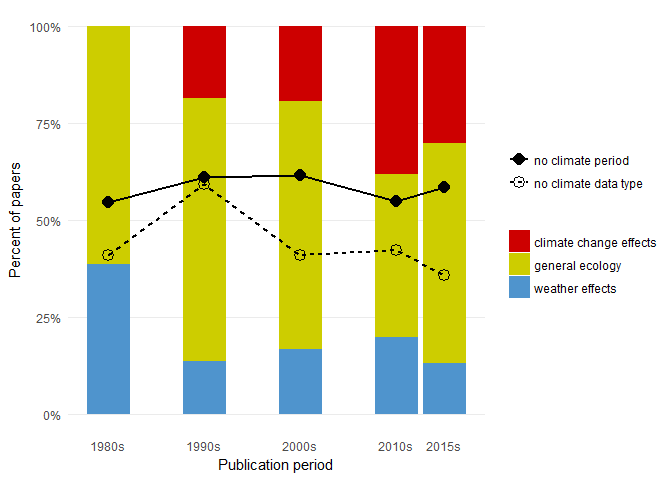 100%
75%
50%
25%
0%
Percent of papers
1980s
1990s
2000s
2010s
2015s
Publication period
no climate period
no climate data type
climate change effects
general ecology
weather effects